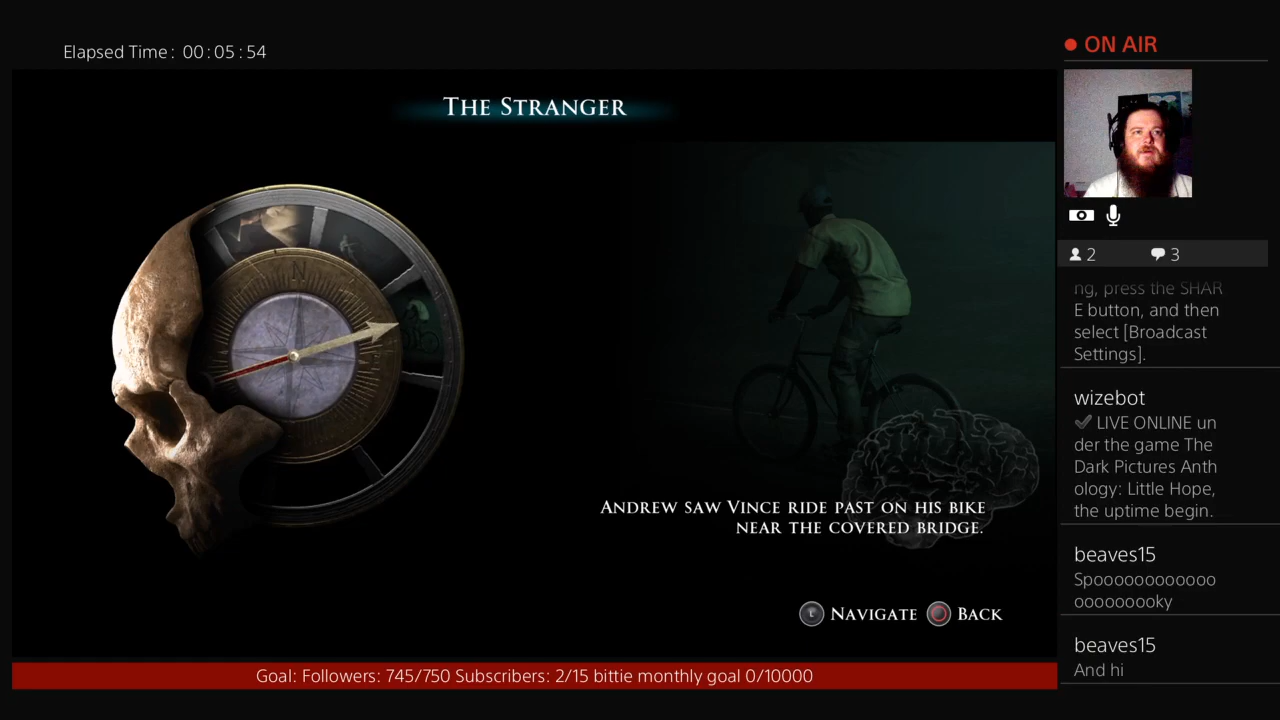 Elapsed Time: 00:05:54
ON AIR
THE STRANGER
N
2
3
ng, press the SHAR
E button, and then
select [Broadcast
Settings].
wizebot
✓ LIVE ONLINE un
der the game The
Dark Pictures Anth
ology: Little Hope,
the uptime begin.
beaves15
Spoooooooooooo
ooooooooky
beaves15
And hi
ANDREW SAW VINCE RIDE PAST ON HIS BIKE
NEAR THE COVERED BRIDGE.
L NAVIGATE BACK
Goal: Followers: 745/750 Subscribers: 2/15 bittie monthly goal 0/10000